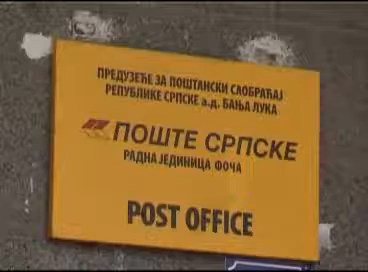 ПРЕДУЗЕЋЕ ЗА ПОШТАНСКИ САОБРАЋАЈ
РЕПУБЛИКЕ СРПСКЕ а.д. БАЊА ЛУКА
ПОШТЕ СРПСКЕ
РАДНА ЈЕДИНИЦА ФОЧА
POST OFFICE